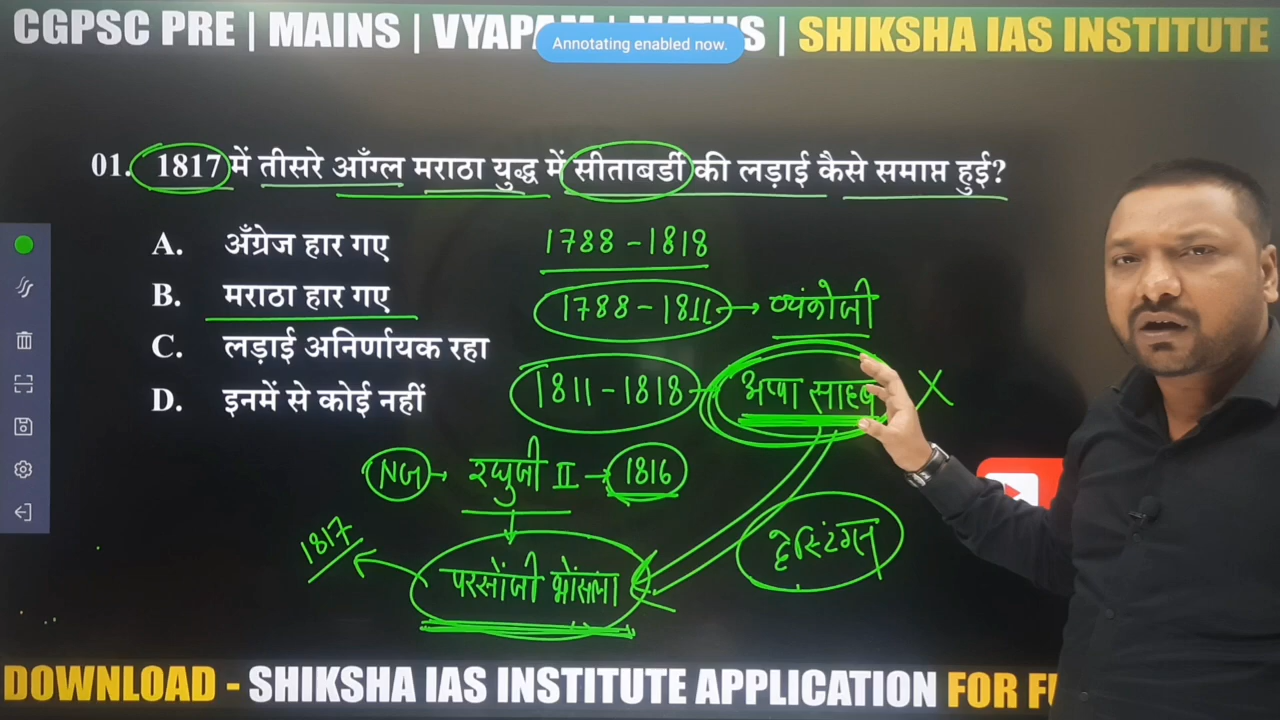 CGPSC PRE | MAINS | VYAPA
S | SHIKSHA IAS INSTITUTE
Annotating enabled now.
01. 1817 में तीसरे आँग्ल मराठा युद्ध में सीताबर्डी की लड़ाई कैसे समाप्त हुई?
A. अँग्रेज हार गए
B. मराठा हार गए
C. लड़ाई अनिर्णायक रहा
D. इनमें से कोई नहीं
1788 - 1818
1788 - 1811 → व्यंकोजी
1811 - 1818 - अप्पा साहब X
NG → रघुजी II → 1816
हेस्टिंग्स
1817
परसोंजी भोंसला
DOWNLOAD - SHIKSHA IAS INSTITUTE APPLICATION FOR